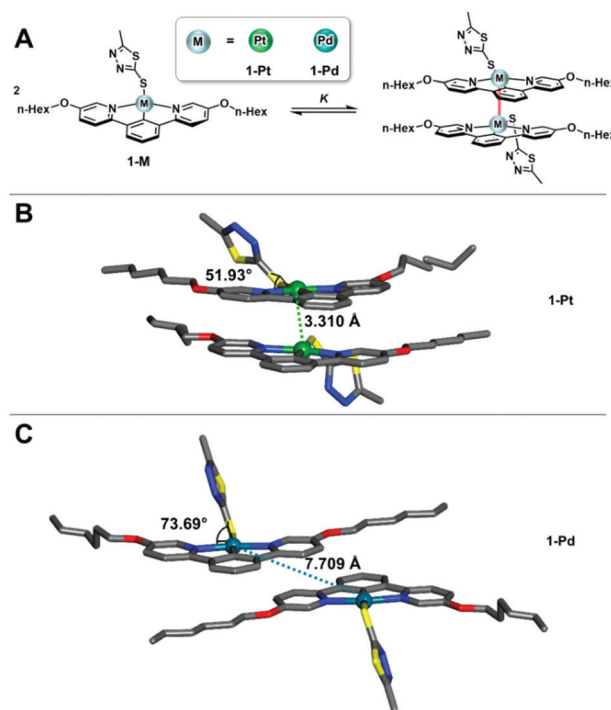 A
M = Pt Pd
1-Pt 1-Pd
2
N-N
S
S
M
N N
O O
n-Hex n-Hex
1-M
K
N-N
S
S
n-Hex-O N M N O-n-Hex
n-Hex-O N M N O-n-Hex
S
S
N-N
B
51.93°
3.310 Å
1-Pt
C
73.69°
7.709 Å
1-Pd